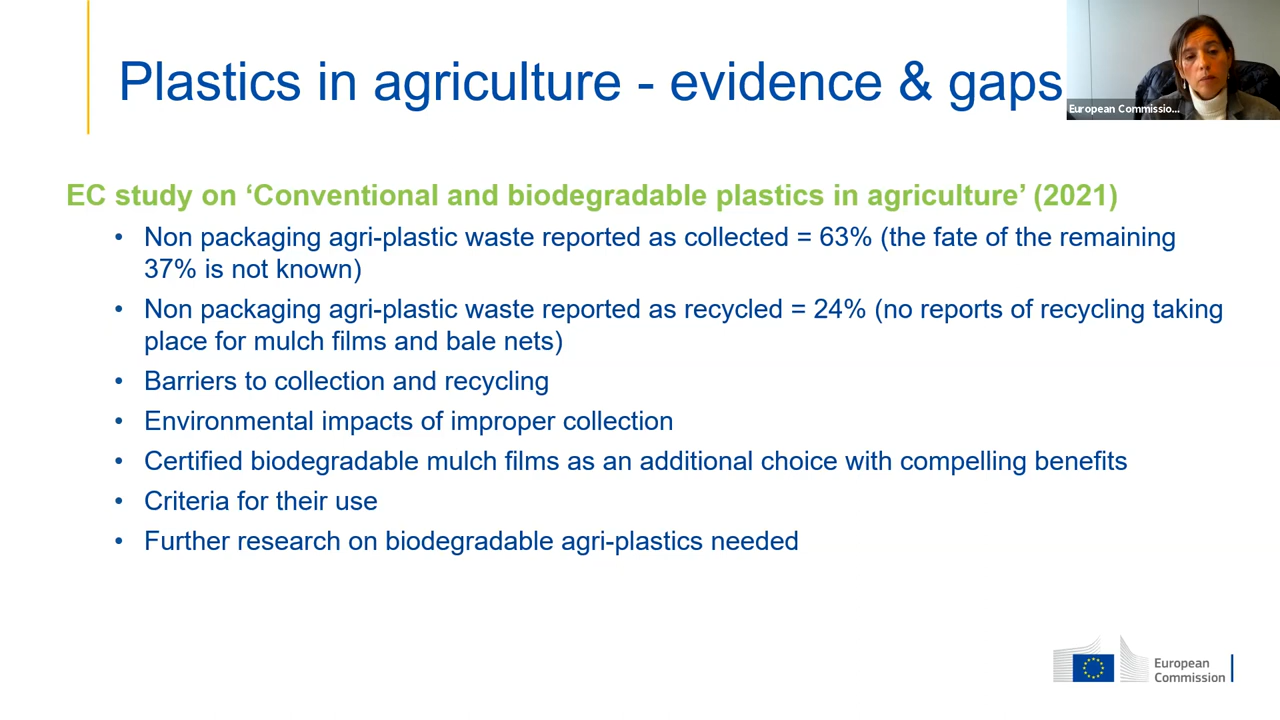 Plastics in agriculture - evidence & gaps
European Commissio...
EC study on ‘Conventional and biodegradable plastics in agriculture’ (2021)
• Non packaging agri-plastic waste reported as collected = 63% (the fate of the remaining
37% is not known)
• Non packaging agri-plastic waste reported as recycled = 24% (no reports of recycling taking
place for mulch films and bale nets)
• Barriers to collection and recycling
• Environmental impacts of improper collection
• Certified biodegradable mulch films as an additional choice with compelling benefits
• Criteria for their use
• Further research on biodegradable agri-plastics needed
European
Commission